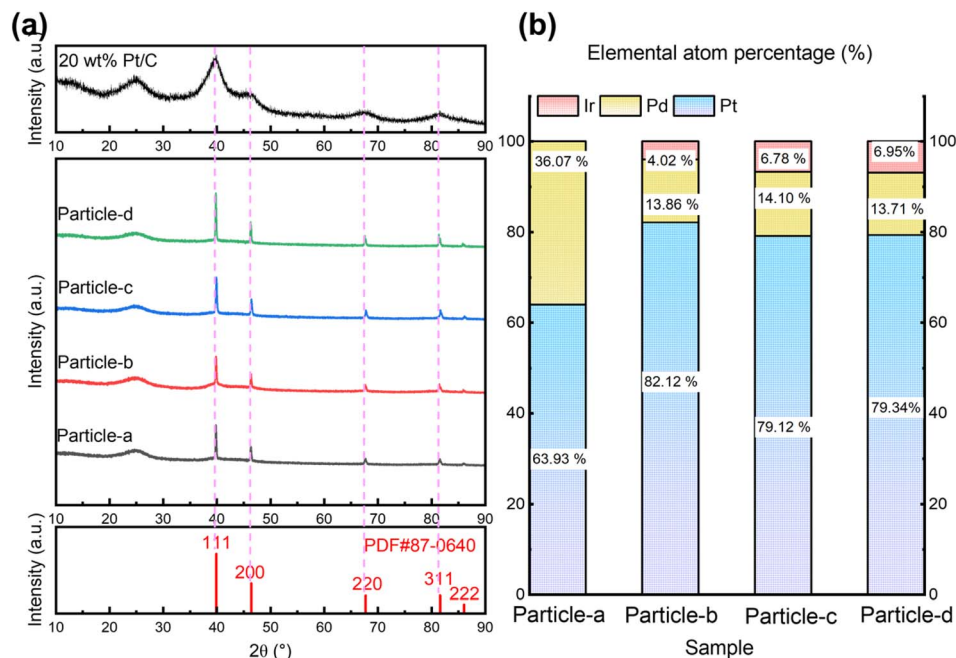 (a)
Intensity (a.u.)
20 wt% Pt/C
10 20 30 40 50 60 70 80 90
Intensity (a.u.)
Particle-d
Particle-c
Particle-b
Particle-a
10 20 30 40 50 60 70 80 90
Intensity (a.u.)
PDF#87-0640
111
200
220
311
222
10 20 30 40 50 60 70 80 90
2θ (°)
(b)
Elemental atom percentage (%)
Ir Pd Pt
100
80
60
40
20
0
36.07 %
63.93 %
4.02 %
13.86 %
82.12 %
6.78 %
14.10 %
79.12 %
6.95%
13.71 %
79.34%
100
80
60
40
20
0
Particle-a Particle-b Particle-c Particle-d
Sample